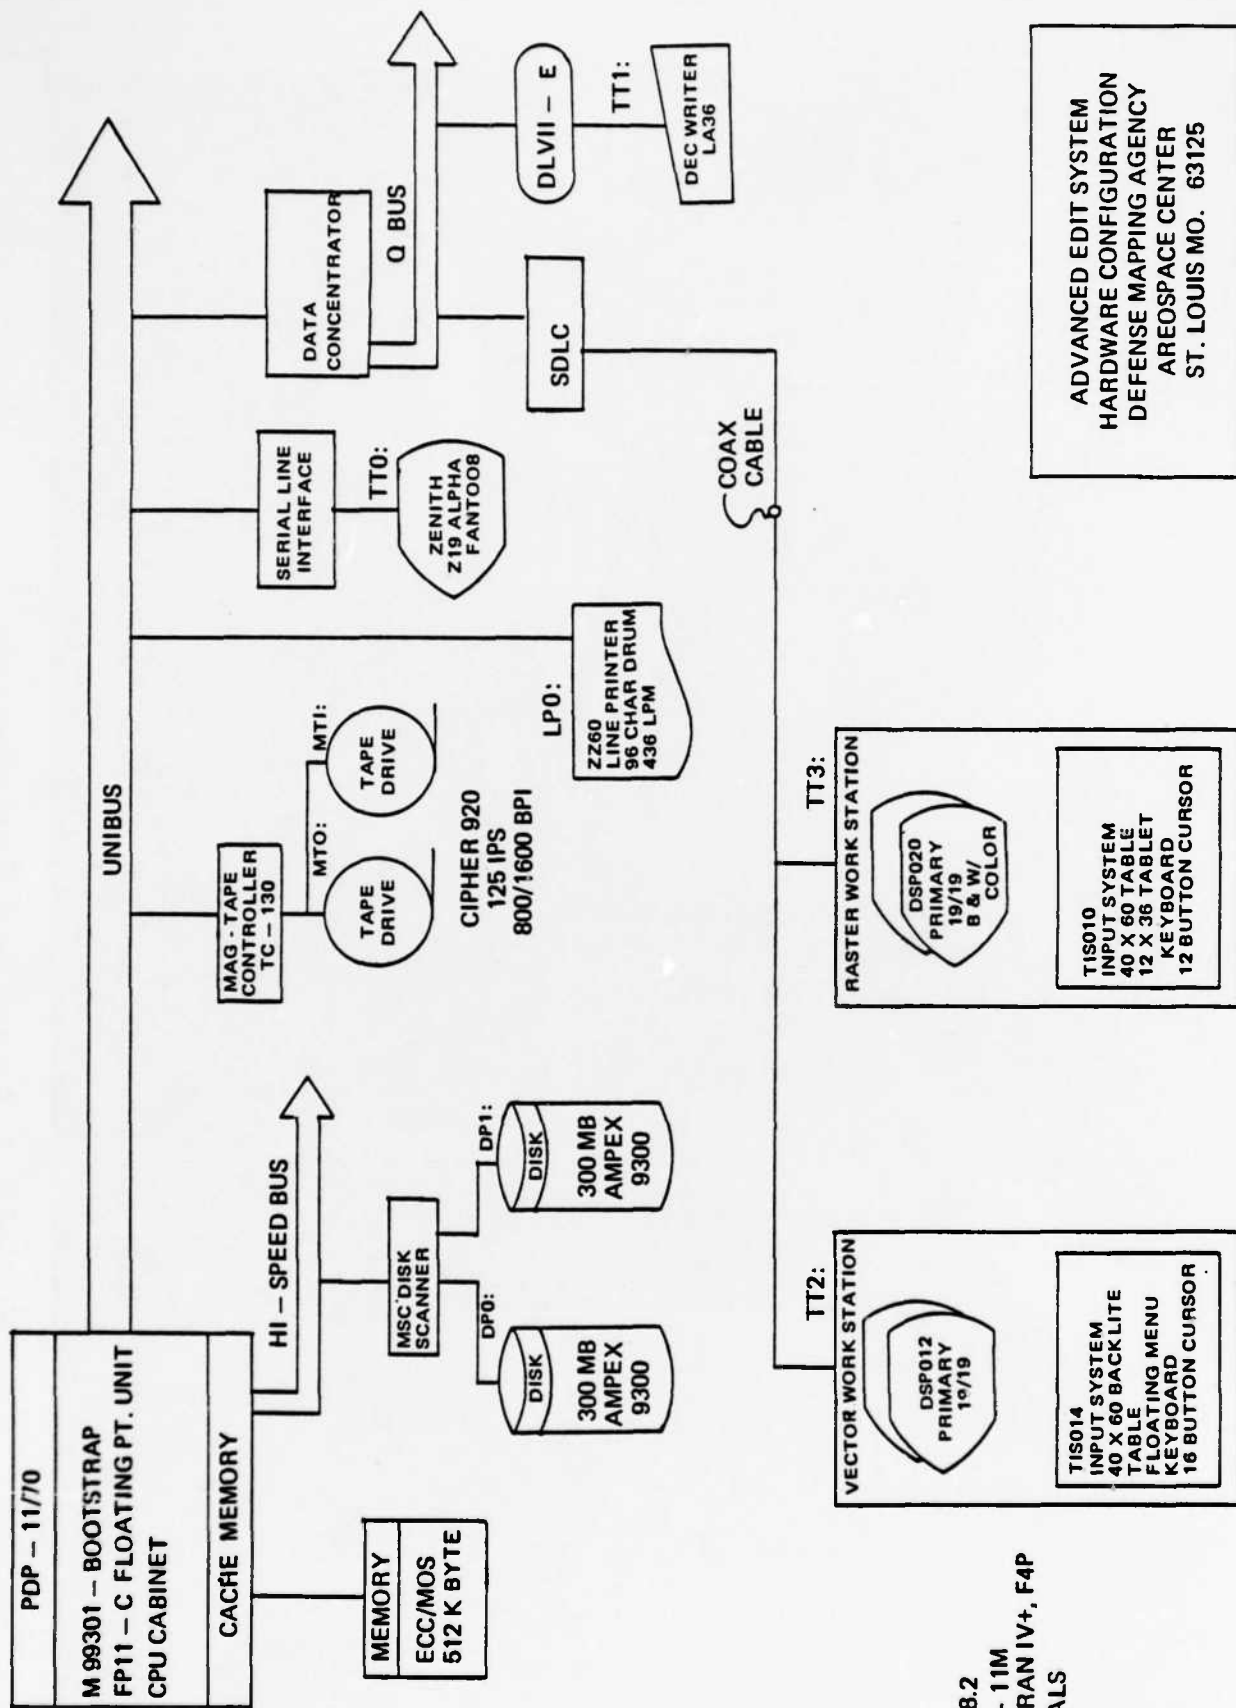 PDP – 11/70
M 99301 – BOOTSTRAP
FP11 – C FLOATING PT. UNIT
CPU CABINET
CACHE MEMORY
MEMORY
ECC/MOS
512 K BYTE
UNIBUS
HI – SPEED BUS
MSC DISK
SCANNER
DP0:
DISK
300 MB
AMPEX
9300
DP1:
DISK
300 MB
AMPEX
9300
MAG - TAPE
CONTROLLER
TC – 130
MTO:
TAPE
DRIVE
MTI:
TAPE
DRIVE
CIPHER 920
125 IPS
800/1600 BPI
LPO:
ZZ60
LINE PRINTER
96 CHAR DRUM
436 LPM
SERIAL LINE
INTERFACE
TTO:
ZENITH
Z19 ALPHA
FANTOO8
DATA
CONCENTRATOR
Q BUS
DLVII – E
TT1:
DEC WRITER
LA36
SDLC
COAX
CABLE
TT2:
VECTOR WORK STATION
DSP012
PRIMARY
19/19
TIS014
INPUT SYSTEM
40 X 60 BACKLITE
TABLE
FLOATING MENU
KEYBOARD
16 BUTTON CURSOR
TT3:
RASTER WORK STATION
DSP020
PRIMARY
19/19
B & W/
COLOR
TIS010
INPUT SYSTEM
40 X 60 TABLE
12 X 36 TABLET
KEYBOARD
12 BUTTON CURSOR
8.2
- 11M
RAN IV+, F4P
ALS
ADVANCED EDIT SYSTEM
HARDWARE CONFIGURATION
DEFENSE MAPPING AGENCY
AREOSPACE CENTER
ST. LOUIS MO. 63125